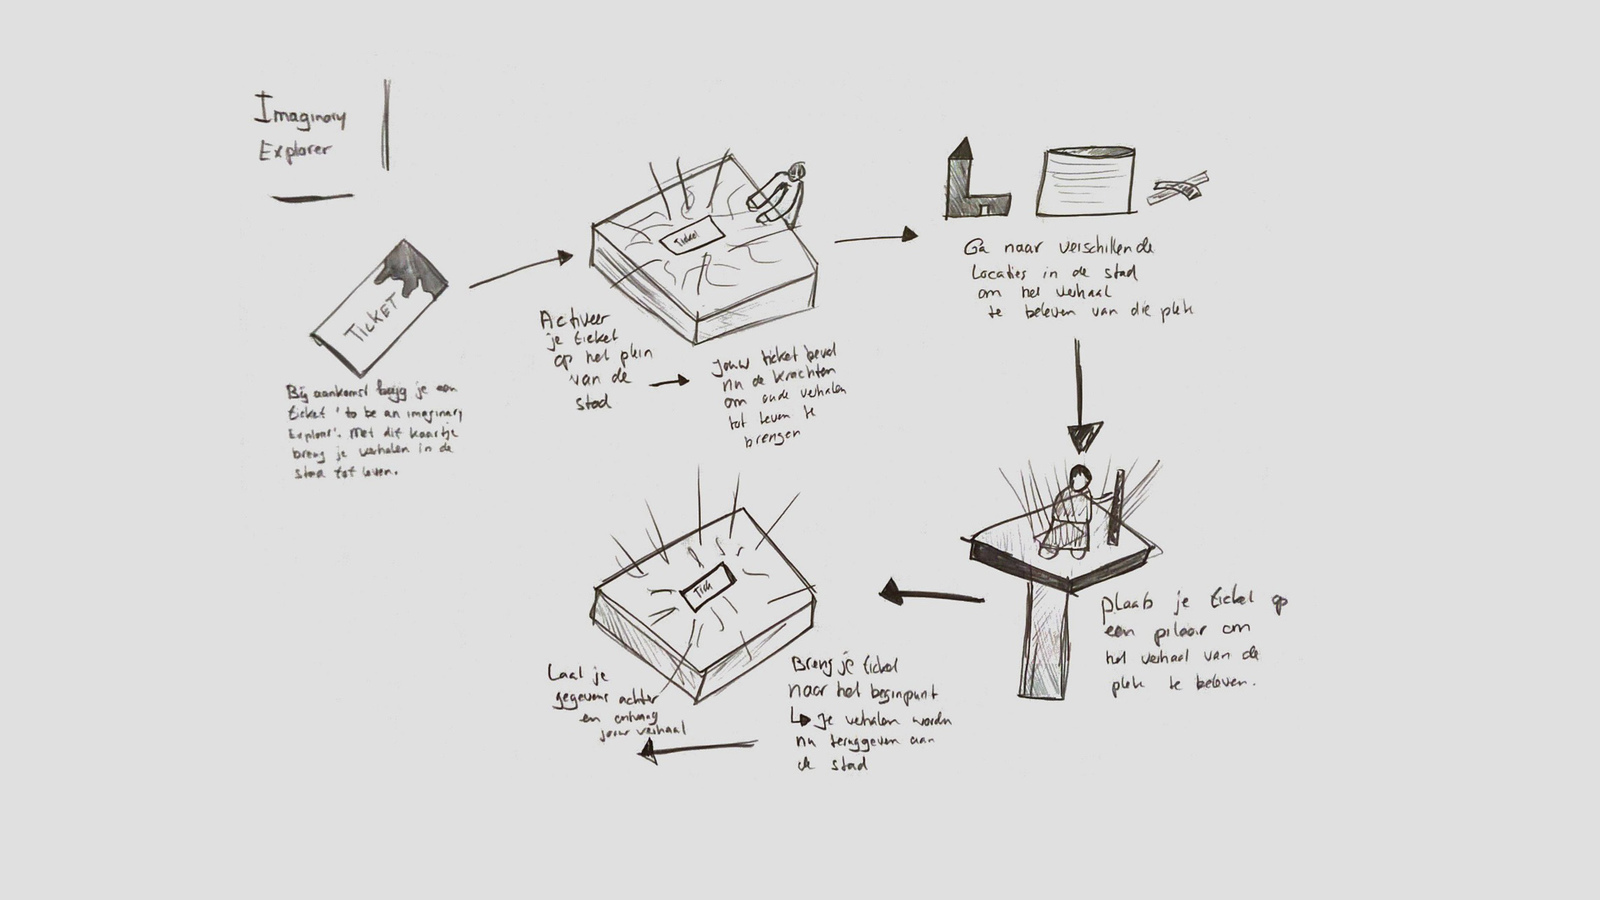 Imaginary
Explorer
TICKET
Bij aankomst krijg je een
ticket 'to be an imaginary
Explorer'. Met dit kaartje
breng je verhalen in de
stad tot leven.
Ticket
Activeer
je ticket
op het plein
van de
stad
Jouw ticket bevat
nu de krachten
om oude verhalen
tot leven te
brengen
Ga naar verschillende
locaties in de stad
om het verhaal
te beleven van die plek
plaats je ticket op
een pilaar om
het verhaal van de
plek te beleven.
Breng je ticket
naar het beginpunt
Je verhalen worden
nu teruggeven aan
de stad
Laat je
gegevens achter
en ontvang
jouw verhaal